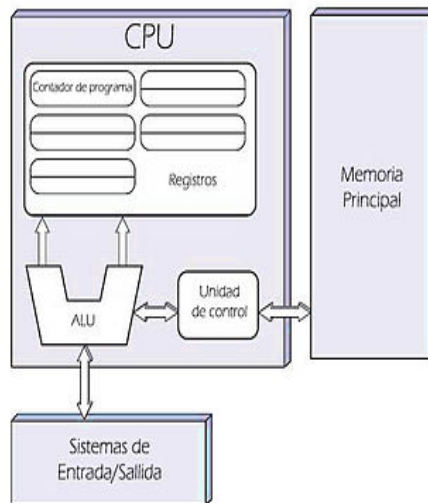 CPU
Contador de programa
Registros
Memoria
Principal
ALU
Unidad
de control
Sistemas de
Entrada/Sallida